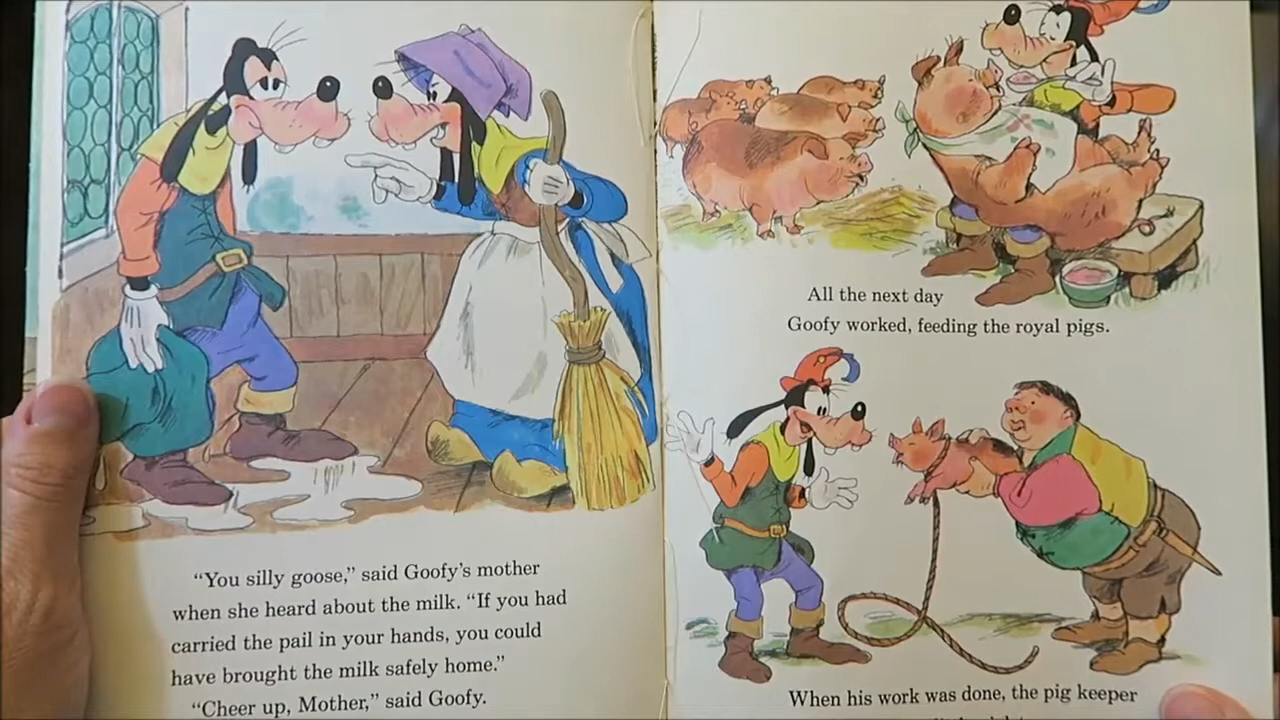 “You silly goose,” said Goofy’s mother
when she heard about the milk. “If you had
carried the pail in your hands, you could
have brought the milk safely home.”
“Cheer up, Mother,” said Goofy.
All the next day
Goofy worked, feeding the royal pigs.
When his work was done, the pig keeper